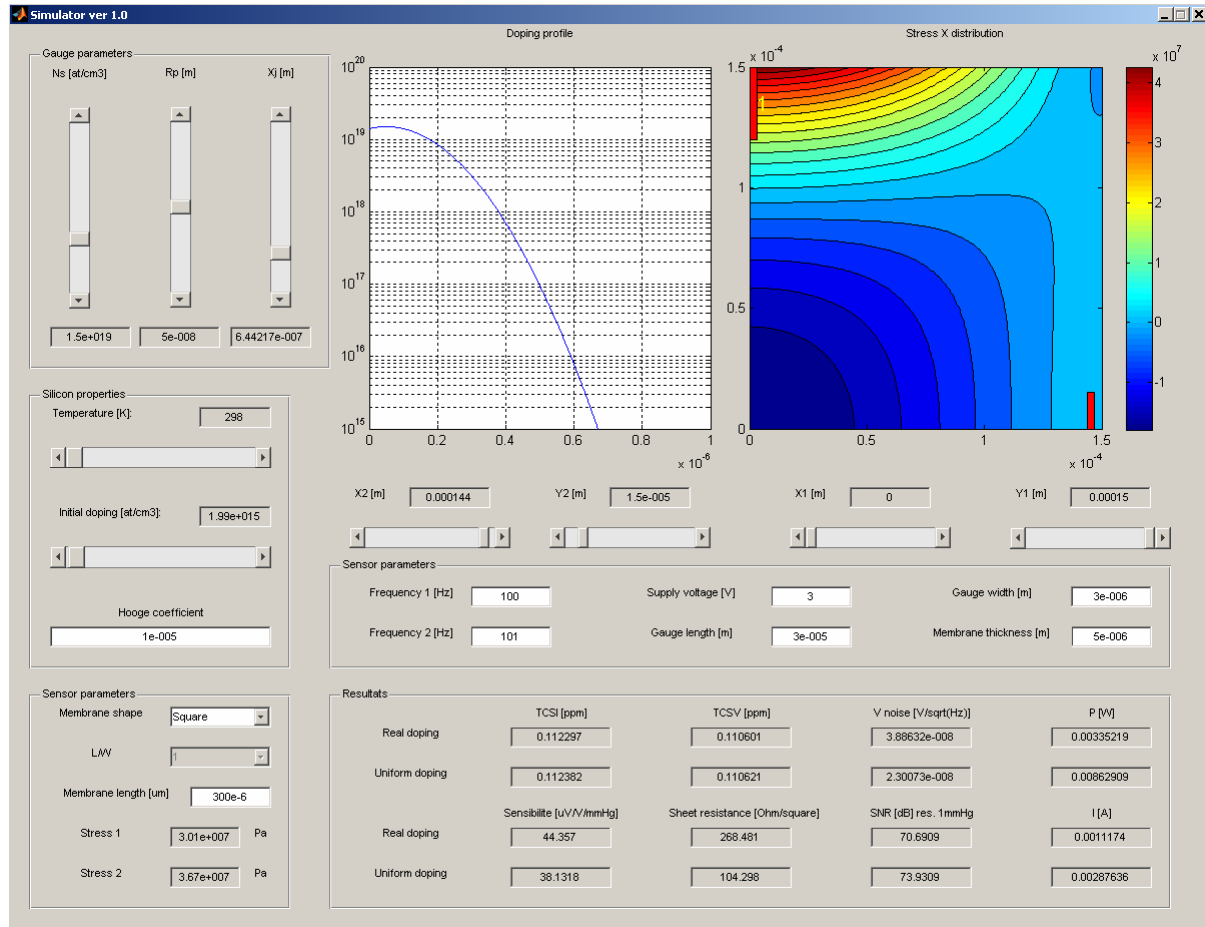 Simulator ver 1.0
Gauge parameters
Ns [at/cm3] Rp [m] Xj [m]
1.5e+019 5e-008 6.44217e-007
Doping profile
10^20
10^19
10^18
10^17
10^16
10^15
0 0.2 0.4 0.6 0.8 1
x 10^-6
Stress X distribution
x 10^-4
1.5
1
0.5
0
1
0 0.5 1 1.5
x 10^-4
x 10^7
4
3
2
1
0
-1
Silicon properties
Temperature [K]: 298
Initial doping [at/cm3]: 1.99e+015
Hooge coefficient
1e-005
X2 [m] 0.000144 Y2 [m] 1.5e-005 X1 [m] 0 Y1 [m] 0.00015
Sensor parameters
Frequency 1 [Hz] 100 Supply voltage [V] 3 Gauge width [m] 3e-006
Frequency 2 [Hz] 101 Gauge length [m] 3e-005 Membrane thickness [m] 5e-006
Sensor parameters
Membrane shape Square
L/W 1
Membrane length [um] 300e-6
Stress 1 3.01e+007 Pa
Stress 2 3.67e+007 Pa
Resultats
TCSI [ppm] TCSV [ppm] V noise [V/sqrt(Hz)] P [W]
Real doping 0.112297 0.110601 3.88632e-008 0.00335219
Uniform doping 0.112382 0.110621 2.30073e-008 0.00862909
Sensibilite [uV/V/mmHg] Sheet resistance [Ohm/square] SNR [dB] res. 1mmHg I [A]
Real doping 44.357 268.481 70.6909 0.0011174
Uniform doping 38.1318 104.298 73.9309 0.00287636